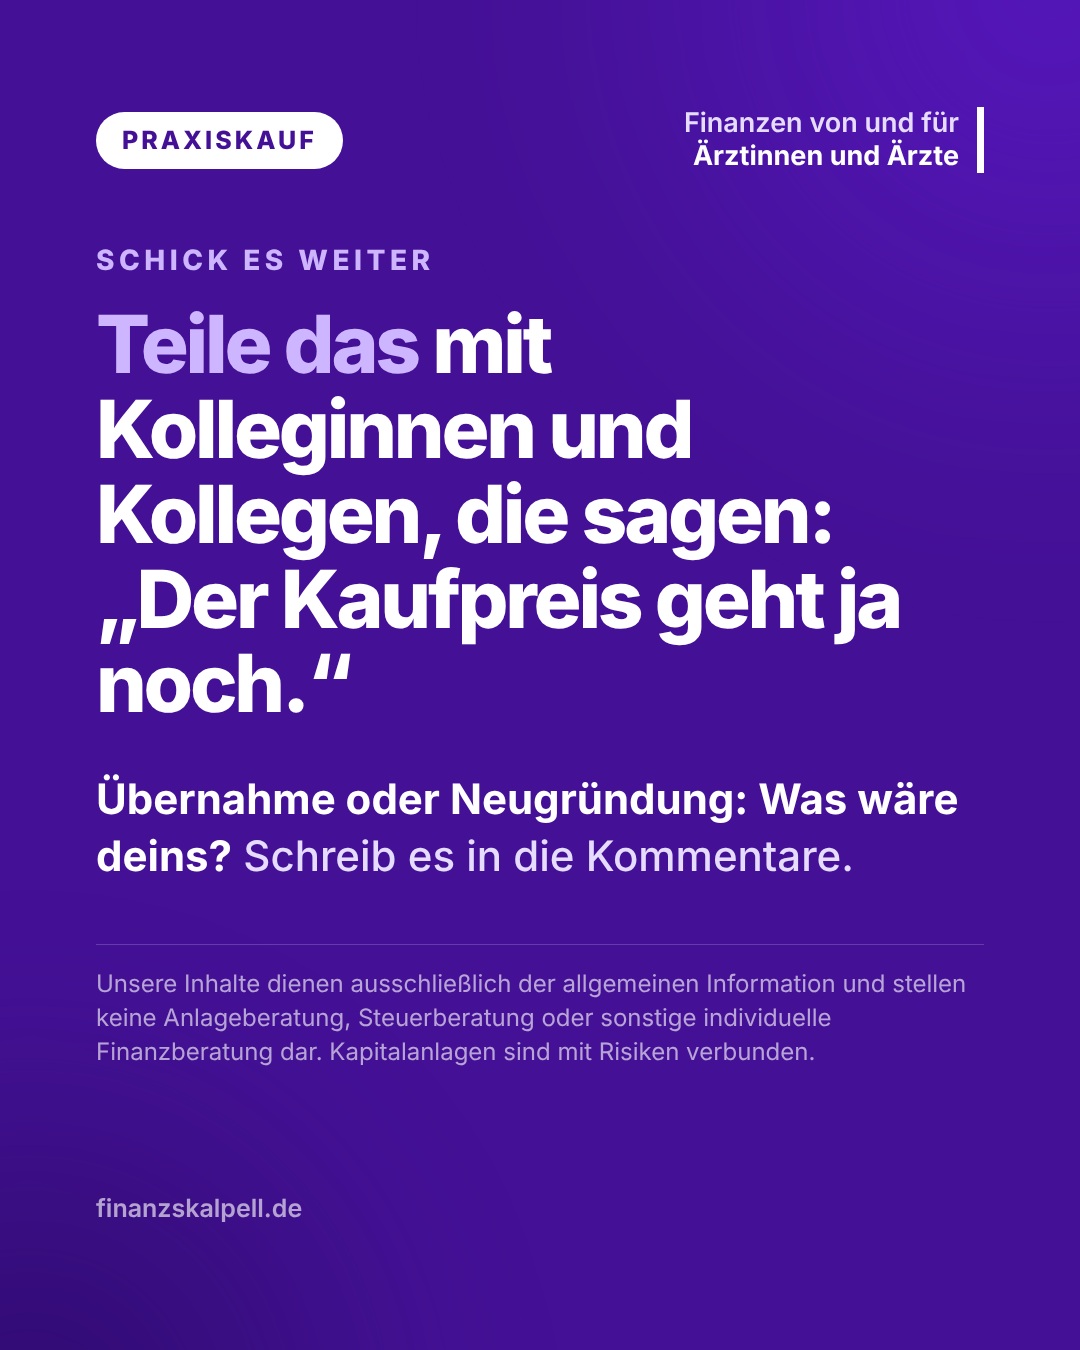 PRAXISKAUF
Finanzen von und für
Ärztinnen und Ärzte
SCHICK ES WEITER
Teile das mit
Kolleginnen und
Kollegen, die sagen:
„Der Kaufpreis geht ja
noch.“
Übernahme oder Neugründung: Was wäre
deins? Schreib es in die Kommentare.
Unsere Inhalte dienen ausschließlich der allgemeinen Information und stellen
keine Anlageberatung, Steuerberatung oder sonstige individuelle
Finanzberatung dar. Kapitalanlagen sind mit Risiken verbunden.
finanzskalpell.de